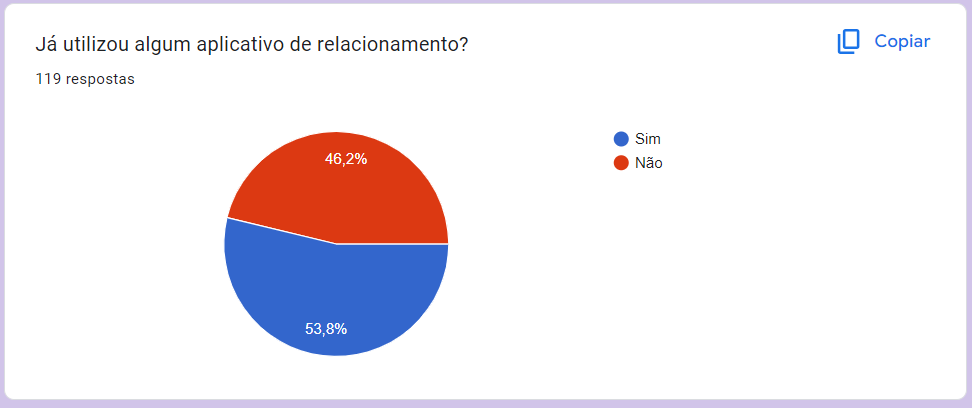 Já utilizou algum aplicativo de relacionamento?
Copiar
119 respostas
46,2%
53,8%
Sim
Não